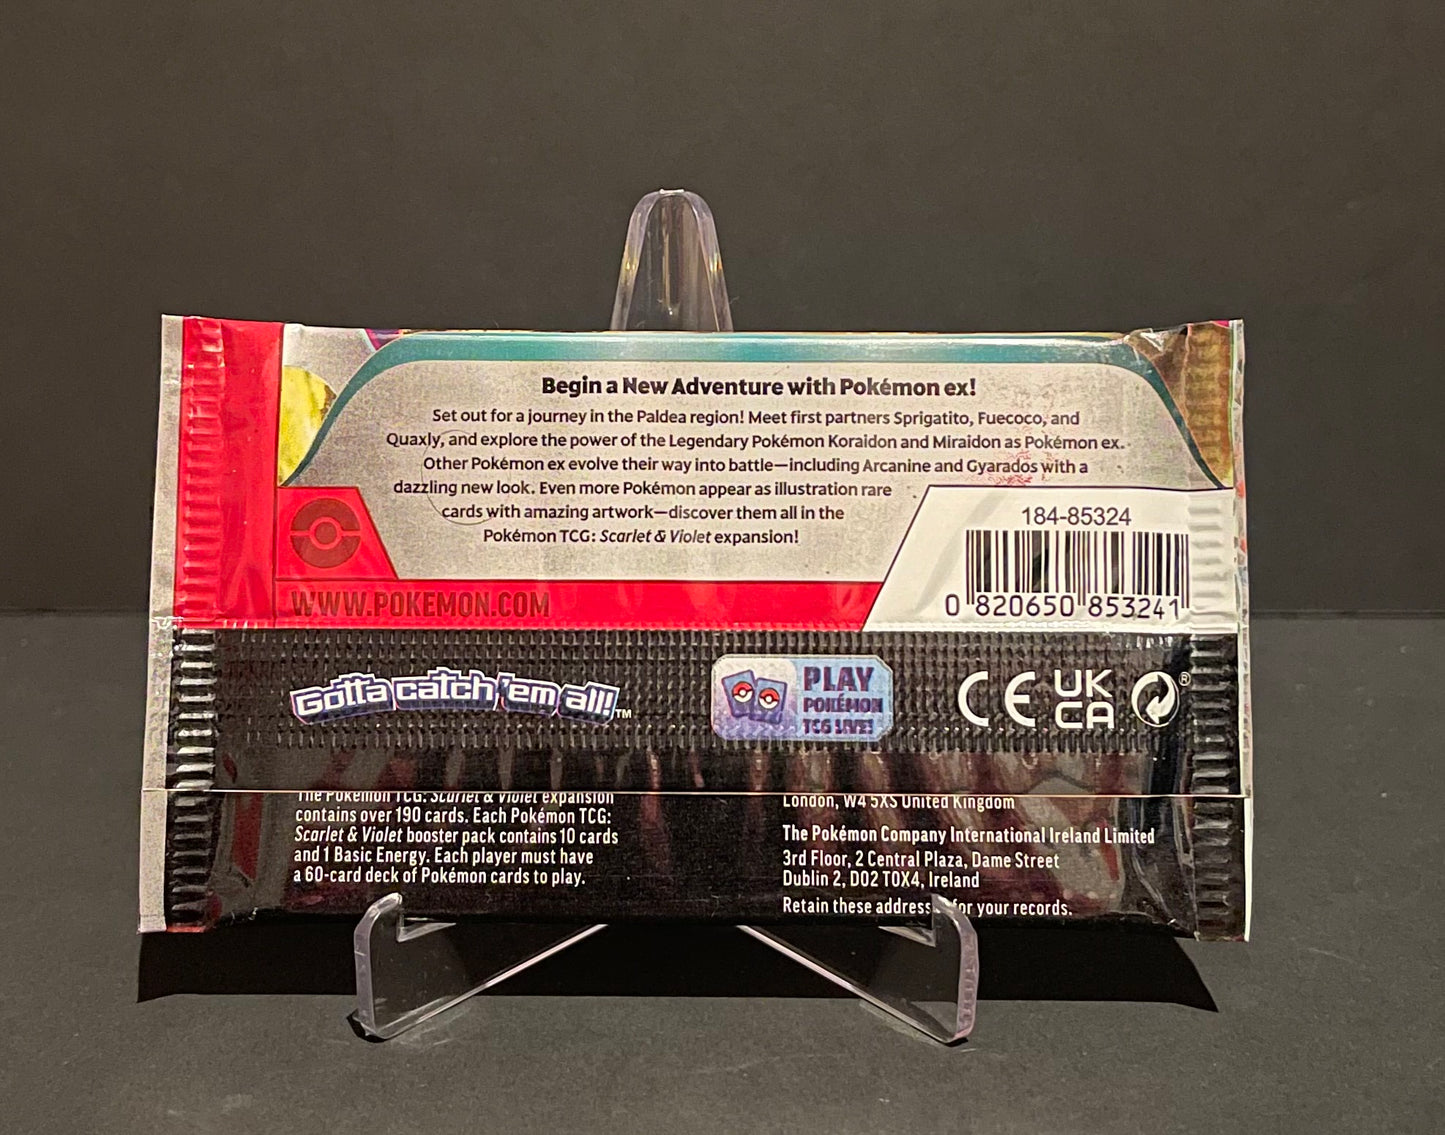 Begin a New Adventure with Pokémon ex!
Set out for a journey in the Paldea region! Meet first partners Sprigatito, Fuecoco, and
Quaxly, and explore the power of the Legendary Pokémon Koraidon and Miraidon as Pokémon ex.
Other Pokémon ex evolve their way into battle—including Arcanine and Gyarados with a
dazzling new look. Even more Pokémon appear as illustration rare
cards with amazing artwork—discover them all in the
Pokémon TCG: Scarlet & Violet expansion!
184-85324
0 820650 853241
WWW.POKEMON.COM
Gotta catch 'em all!™
PLAY
POKÉMON
TCG LIVE!
CE
UK
CA
®
The Pokémon TCG: Scarlet & Violet expansion
contains over 190 cards. Each Pokémon TCG:
Scarlet & Violet booster pack contains 10 cards
and 1 Basic Energy. Each player must have
a 60-card deck of Pokémon cards to play.
London, W4 5XS United Kingdom
The Pokémon Company International Ireland Limited
3rd Floor, 2 Central Plaza, Dame Street
Dublin 2, D02 T0X4, Ireland
Retain these addresses for your records.